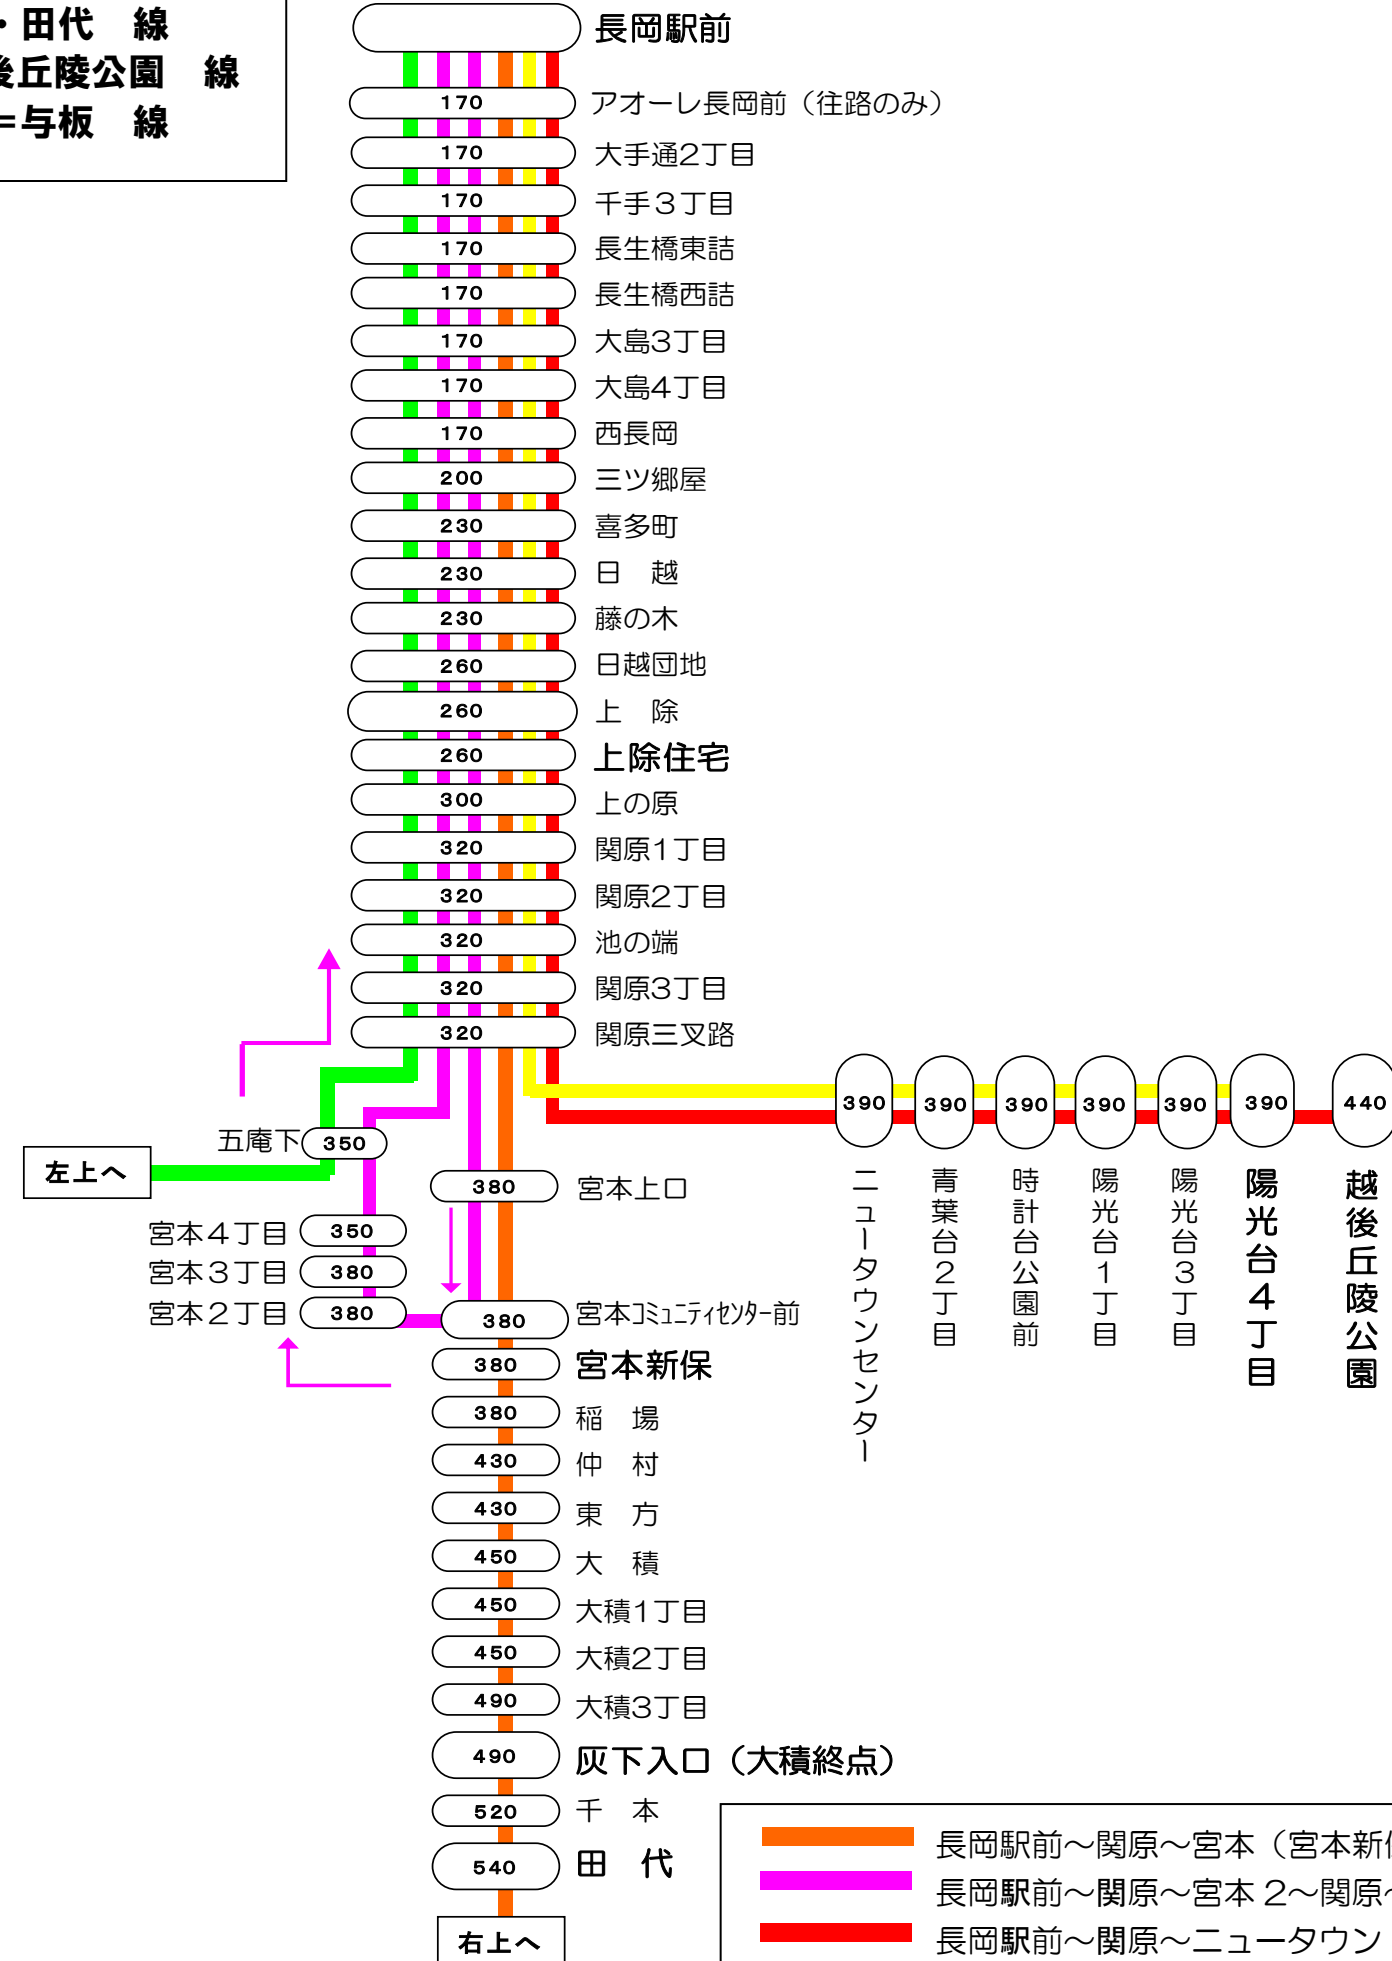 ・田代　線
後丘陵公園　線
=与板　線
長岡駅前
170 アオーレ長岡前（往路のみ）
170 大手通2丁目
170 千手３丁目
170 長生橋東詰
170 長生橋西詰
170 大島3丁目
170 大島4丁目
170 西長岡
200 三ツ郷屋
230 喜多町
230 日　越
230 藤の木
260 日越団地
260 上　除
260 上除住宅
300 上の原
320 関原1丁目
320 関原2丁目
320 池の端
320 関原3丁目
320 関原三叉路
390 ニュータウンセンター
390 青葉台2丁目
390 時計台公園前
390 陽光台1丁目
390 陽光台3丁目
390 陽光台4丁目
440 越後丘陵公園
五庵下 350
左上へ
380 宮本上口
宮本４丁目 350
宮本３丁目 380
宮本２丁目 380
380 宮本ｺﾐｭﾆﾃｨｾﾝﾀｰ前
380 宮本新保
380 稲　場
430 仲　村
430 東　方
450 大　積
450 大積1丁目
450 大積2丁目
490 大積3丁目
490 灰下入口（大積終点）
520 千　本
540 田　代
右上へ
長岡駅前～関原～宮本（宮本新保
長岡駅前～関原～宮本 2～関原～
長岡駅前～関原～ニュータウン